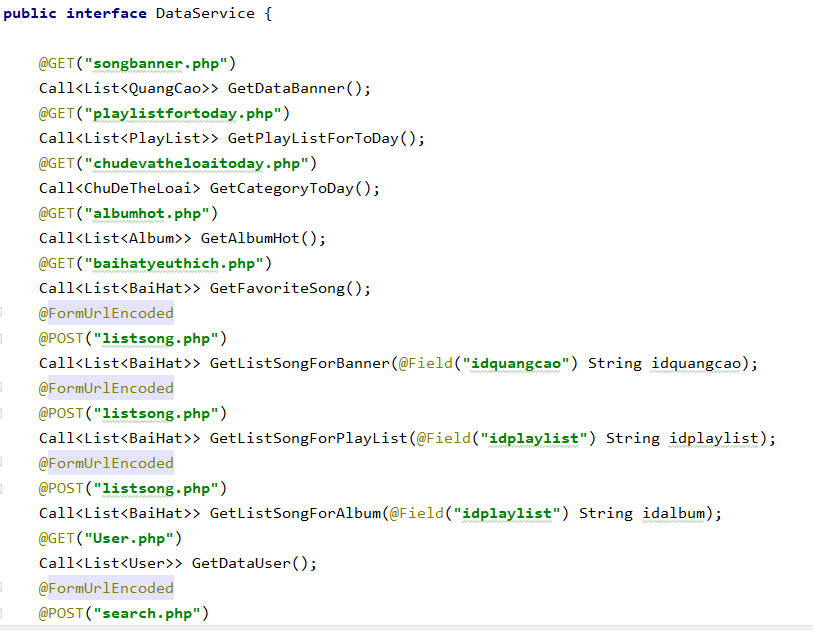 public interface DataService {
@GET("songbanner.php")
Call<List<QuangCao>> GetDataBanner();
@GET("playlistfortoday.php")
Call<List<PlayList>> GetPlayListForToDay();
@GET("chudevatheloaitoday.php")
Call<ChuDeTheLoai> GetCategoryToDay();
@GET("albumhot.php")
Call<List<Album>> GetAlbumHot();
@GET("baihatyeuthich.php")
Call<List<BaiHat>> GetFavoriteSong();
@FormUrlEncoded
@POST("listsong.php")
Call<List<BaiHat>> GetListSongForBanner(@Field("idquangcao") String idquangcao);
@FormUrlEncoded
@POST("listsong.php")
Call<List<BaiHat>> GetListSongForPlayList(@Field("idplaylist") String idplaylist);
@FormUrlEncoded
@POST("listsong.php")
Call<List<BaiHat>> GetListSongForAlbum(@Field("idplaylist") String idalbum);
@GET("User.php")
Call<List<User>> GetDataUser();
@FormUrlEncoded
@POST("search.php")